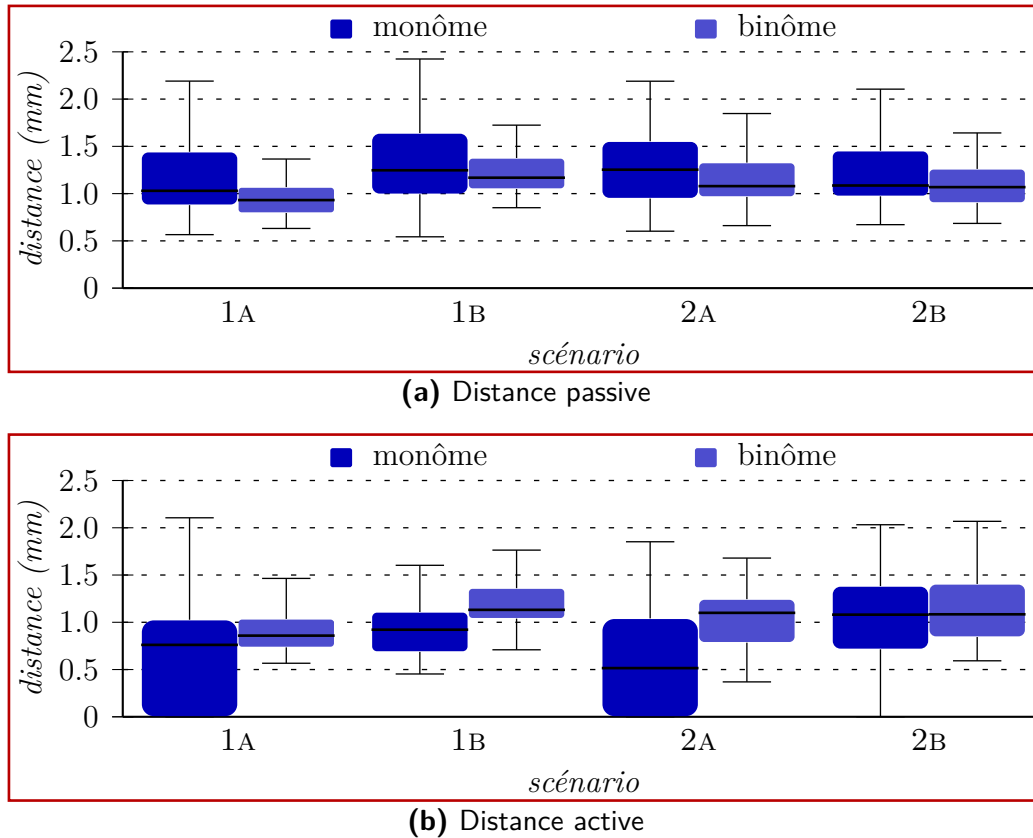 monôme binôme
distance (mm)
2.5
2.0
1.5
1.0
0.5
0
1A 1B 2A 2B
scénario
(a) Distance passive
monôme binôme
distance (mm)
2.5
2.0
1.5
1.0
0.5
0
1A 1B 2A 2B
scénario
(b) Distance active